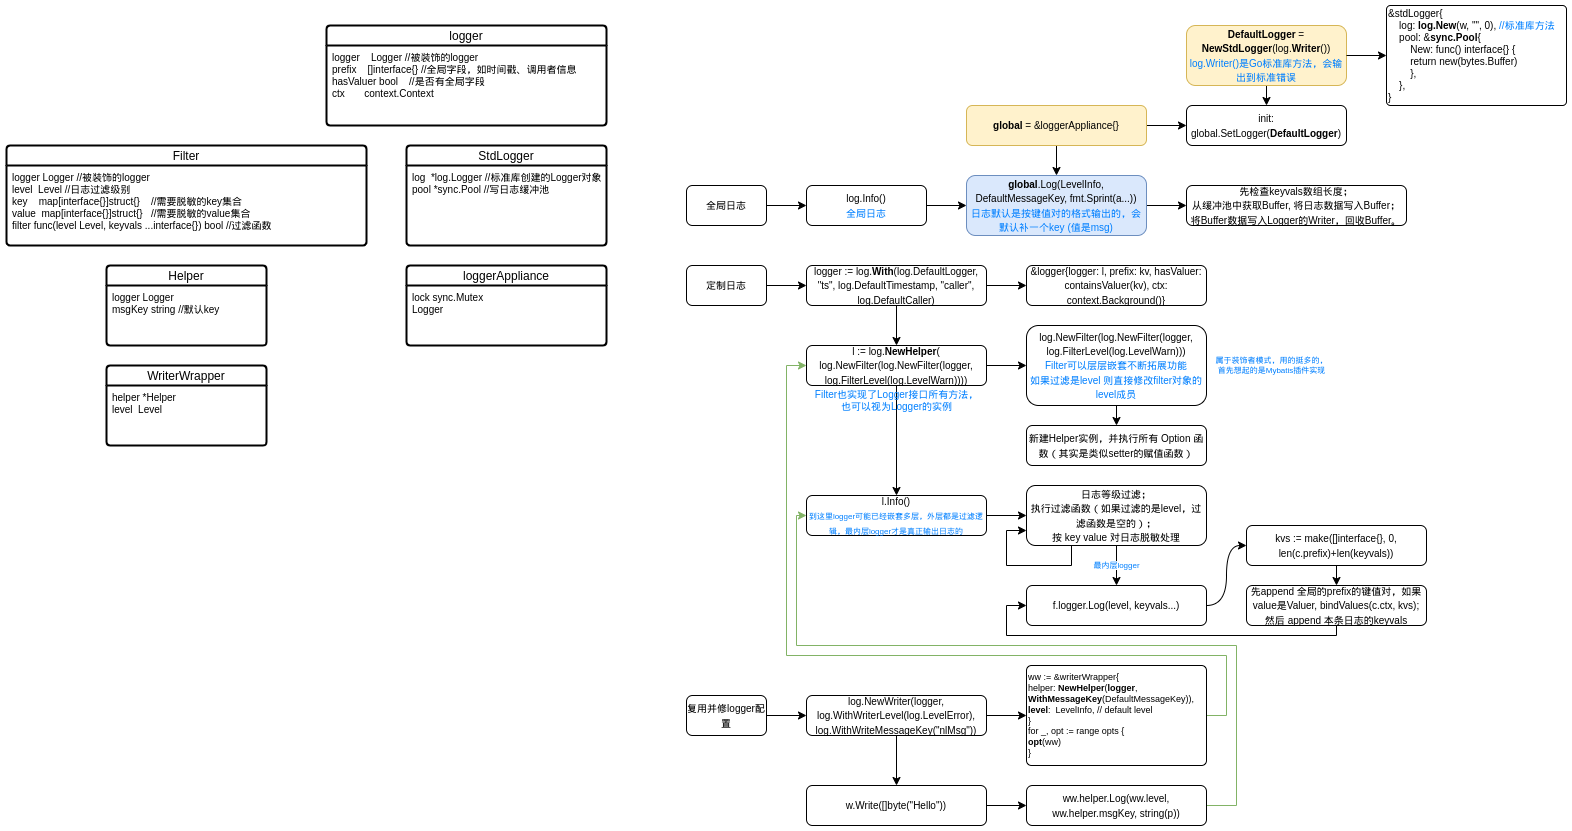 logger
logger    Logger //被装饰的logger
prefix    []interface{} //全局字段，如时间戳、调用者信息
hasValuer bool    //是否有全局字段
ctx       context.Context
Filter
logger Logger //被装饰的logger
level  Level //日志过滤级别
key    map[interface{}]struct{}    //需要脱敏的key集合
value  map[interface{}]struct{}   //需要脱敏的value集合
filter func(level Level, keyvals ...interface{}) bool //过滤函数
StdLogger
log  *log.Logger //标准库创建的Logger对象
pool *sync.Pool //写日志缓冲池
Helper
logger Logger
msgKey string //默认key
loggerAppliance
lock sync.Mutex
Logger
WriterWrapper
helper *Helper
level  Level
DefaultLogger =
NewStdLogger(log.Writer())
log.Writer()是Go标准库方法，会输
出到标准错误
&stdLogger{
log: log.New(w, "", 0), //标准库方法
pool: &sync.Pool{
New: func() interface{} {
return new(bytes.Buffer)
},
},
}
global = &loggerAppliance{}
init:
global.SetLogger(DefaultLogger)
全局日志
log.Info()
全局日志
global.Log(LevelInfo,
DefaultMessageKey, fmt.Sprint(a...))
日志默认是按键值对的格式输出的，会
默认补一个key (值是msg)
先检查keyvals数组长度；
从缓冲池中获取Buffer, 将日志数据写入Buffer；
将Buffer数据写入Logger的Writer，回收Buffer。
定制日志
logger := log.With(log.DefaultLogger,
"ts", log.DefaultTimestamp, "caller",
log.DefaultCaller)
&logger{logger: l, prefix: kv, hasValuer:
containsValuer(kv), ctx:
context.Background()}
l := log.NewHelper(
log.NewFilter(log.NewFilter(logger,
log.FilterLevel(log.LevelWarn))))
Filter也实现了Logger接口所有方法，
也可以视为Logger的实例
log.NewFilter(log.NewFilter(logger,
log.FilterLevel(log.LevelWarn)))
Filter可以层层嵌套不断拓展功能
如果过滤是level 则直接修改filter对象的
level成员
属于装饰者模式，用的挺多的，
首先想起的是Mybatis插件实现
新建Helper实例，并执行所有 Option 函
数（其实是类似setter的赋值函数）
l.Info()
到这里logger可能已经嵌套多层，外层都是过滤逻
辑，最内层logger才是真正输出日志的
日志等级过滤；
执行过滤函数（如果过滤的是level，过
滤函数是空的）；
按 key value 对日志脱敏处理
最内层logger
f.logger.Log(level, keyvals...)
kvs := make([]interface{}, 0,
len(c.prefix)+len(keyvals))
先append 全局的prefix的键值对，如果
value是Valuer, bindValues(c.ctx, kvs);
然后 append 本条日志的keyvals
复用并修logger配
置
log.NewWriter(logger,
log.WithWriterLevel(log.LevelError),
log.WithWriteMessageKey("nlMsg"))
ww := &writerWrapper{
helper: NewHelper(logger,
WithMessageKey(DefaultMessageKey)),
level:  LevelInfo, // default level
}
for _, opt := range opts {
opt(ww)
}
w.Write([]byte("Hello"))
ww.helper.Log(ww.level,
ww.helper.msgKey, string(p))